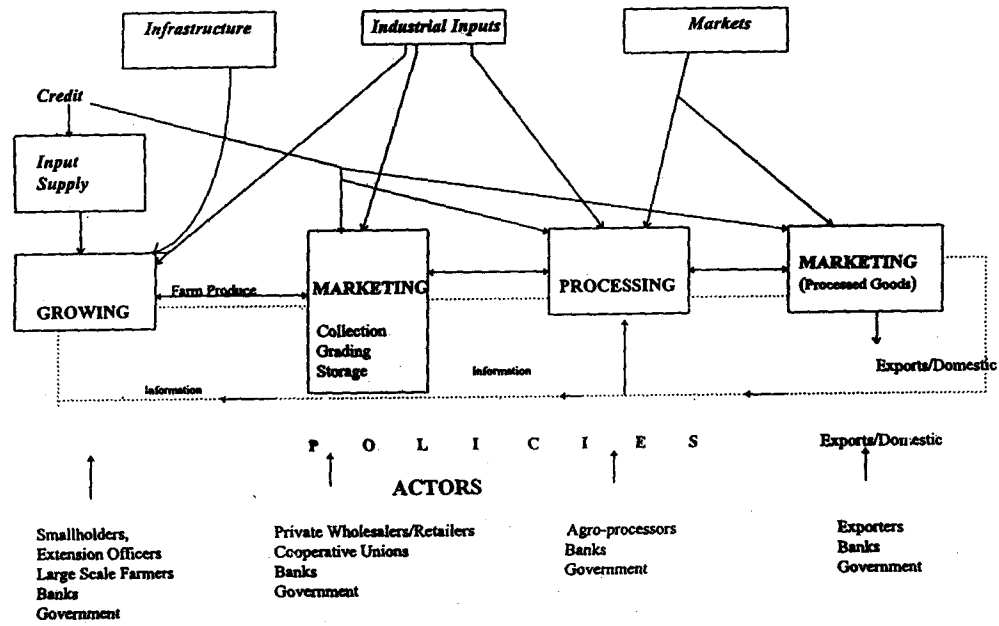 Infrastructure
Industrial Inputs
Markets
Credit
Input
Supply
GROWING
Farm Produce
MARKETING
Collection
Grading
Storage
PROCESSING
MARKETING
(Processed Goods)
Exports/Domestic
Information
Information
P O L I C I E S
Exports/Domestic
ACTORS
Smallholders,
Extension Officers
Large Scale Farmers
Banks
Government
Private Wholesalers/Retailers
Cooperative Unions
Banks
Government
Agro-processors
Banks
Government
Exporters
Banks
Government